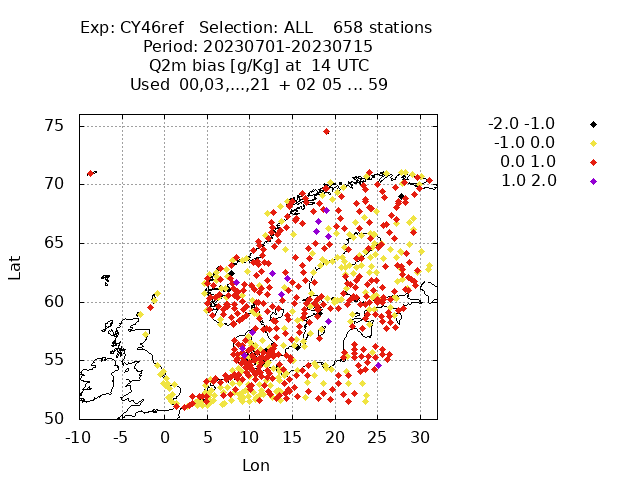 Exp: CY46ref   Selection: ALL    658 stations
Period: 20230701-20230715
Q2m bias [g/Kg] at  14 UTC
Used  00,03,...,21  + 02 05 ... 59
-2.0 -1.0
-1.0 0.0
0.0 1.0
1.0 2.0
75
70
65
60
55
50
Lat
-10 -5 0 5 10 15 20 25 30
Lon